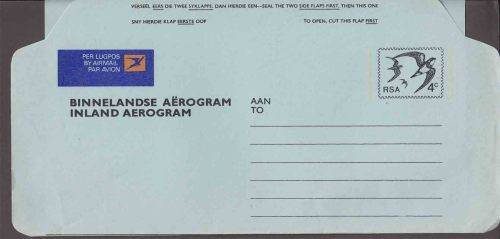 VERSEËL EERS DIE TWEE SYKLAPPE, DAN HIERDIE EEN—SEAL THE TWO SIDE FLAPS FIRST, THEN THIS ONE
SNY HIERDIE KLAP EERSTE OOP
TO OPEN, CUT THIS FLAP FIRST
PER LUGPOS
BY AIRMAIL
PAR AVION
RSA 4c
BINNELANDSE AËROGRAM
INLAND AEROGRAM
AAN
TO